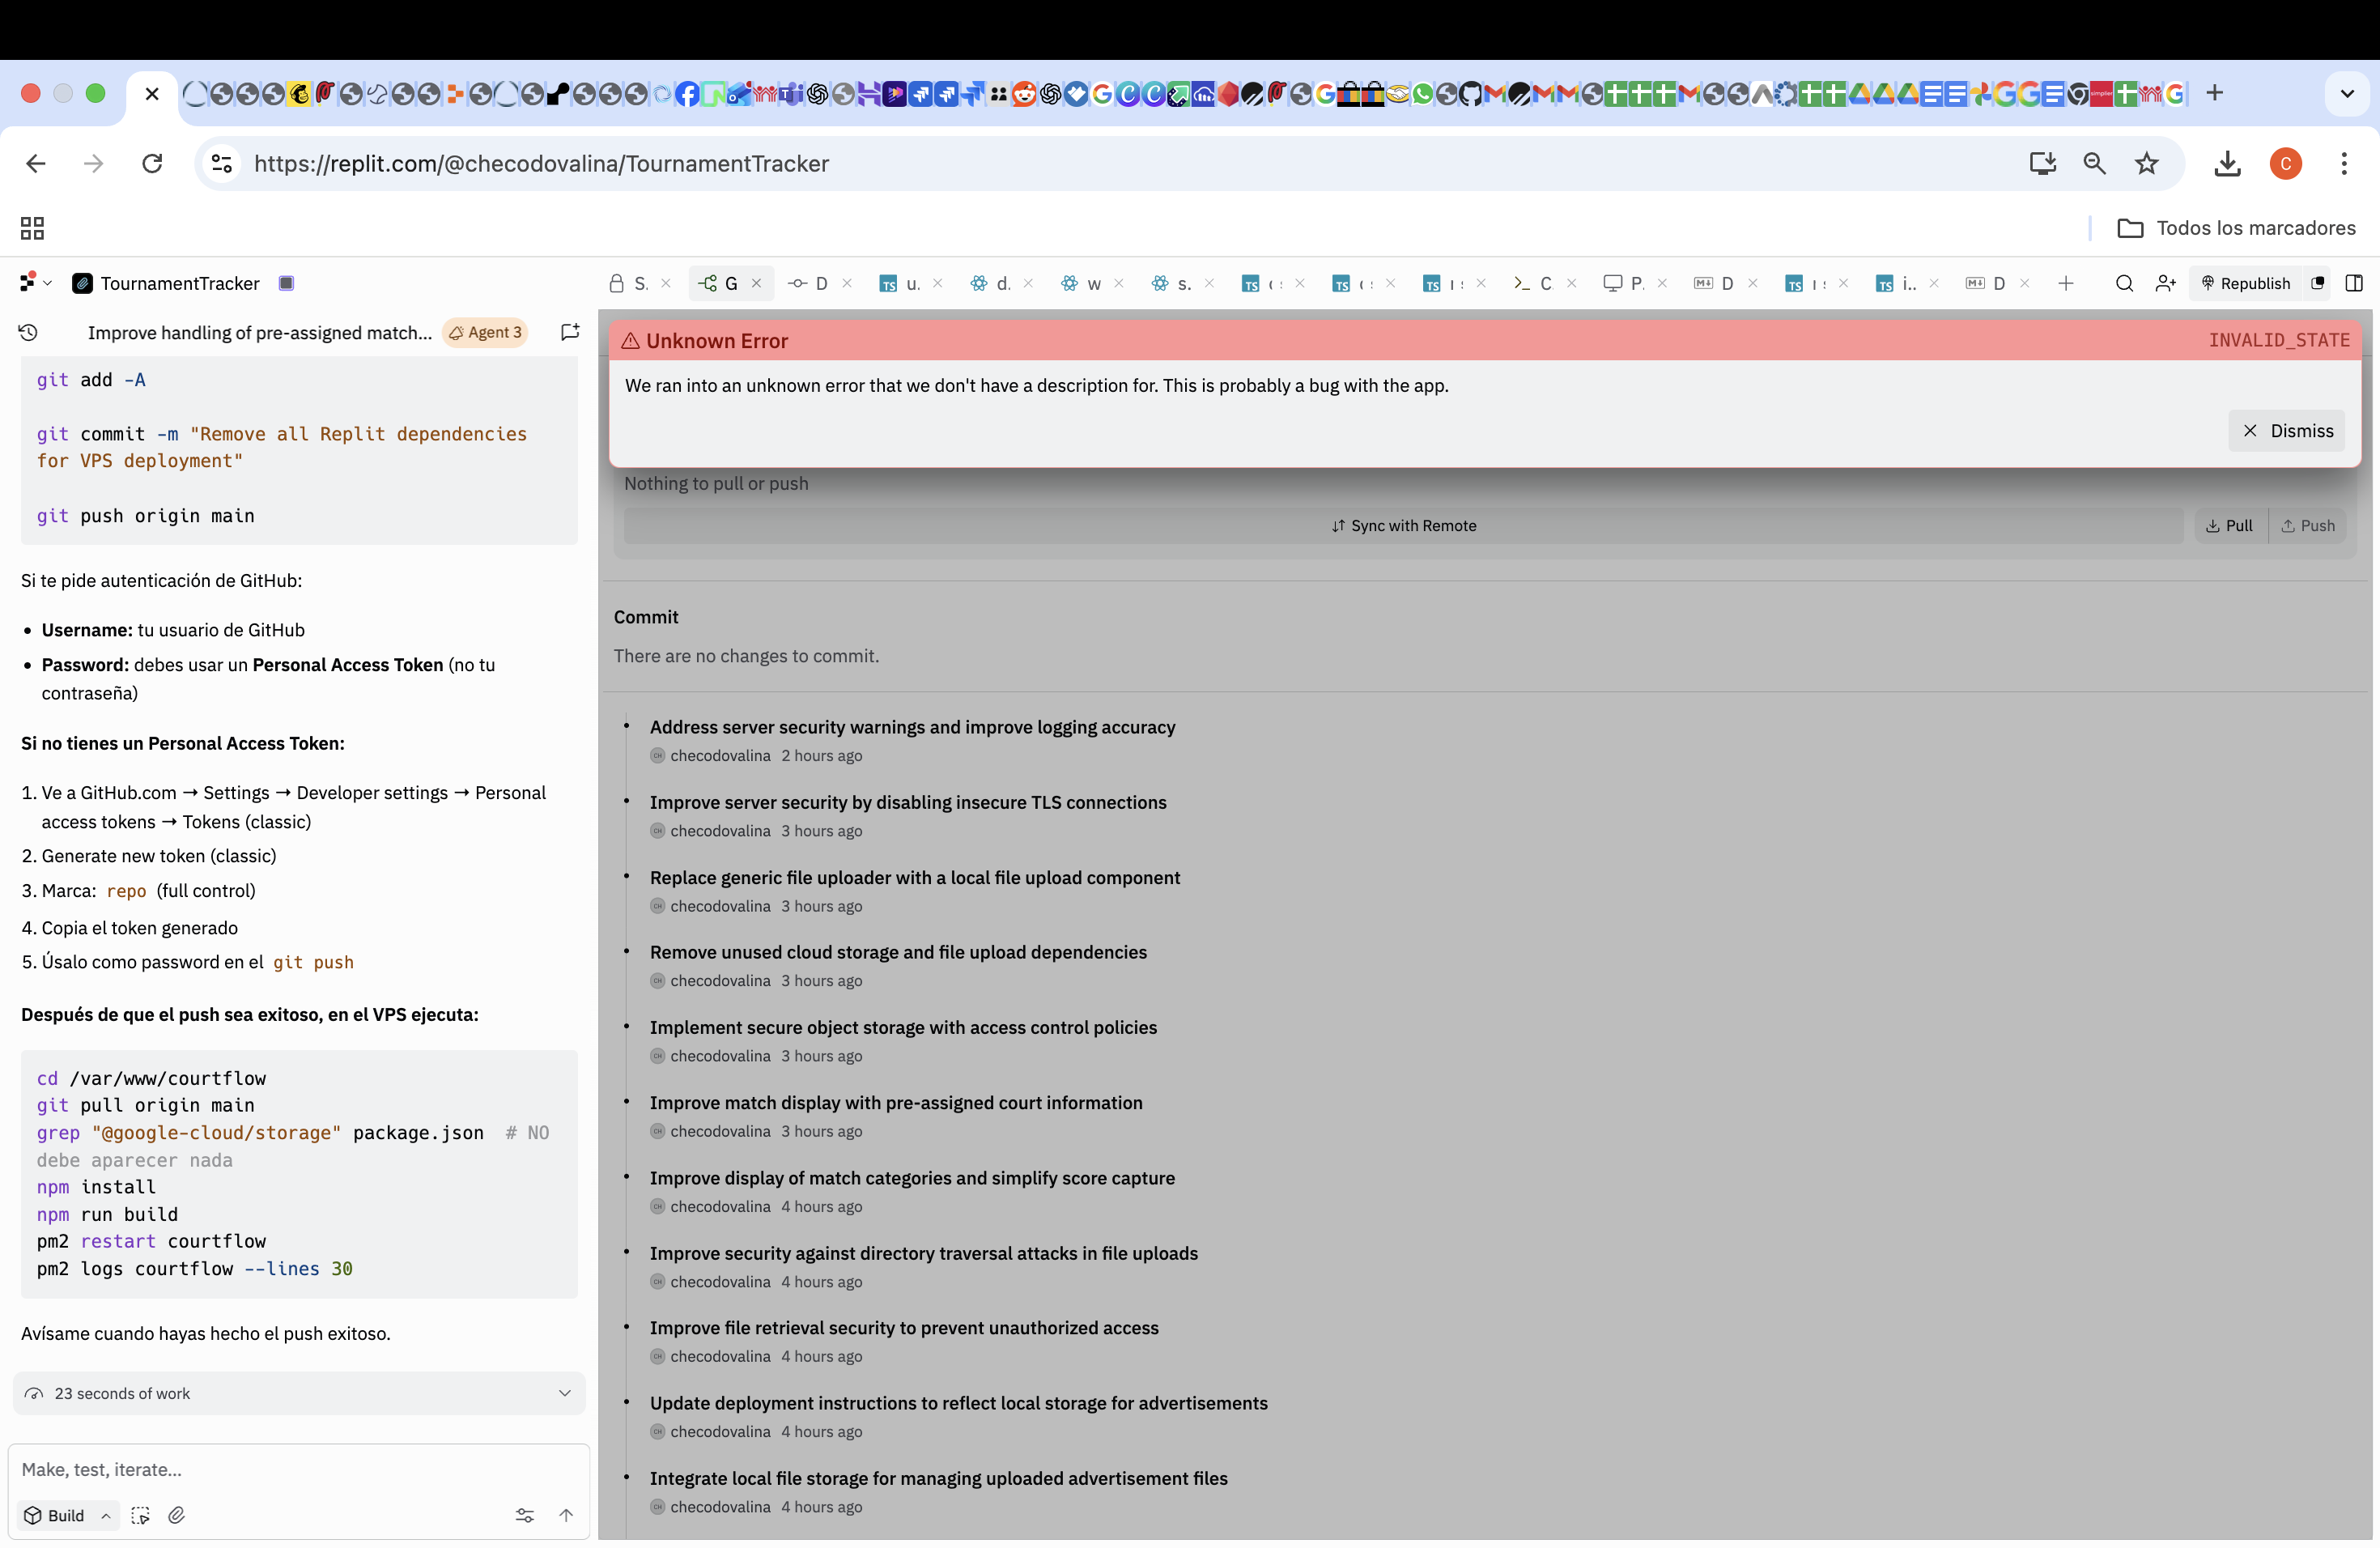 https://replit.com/@checodovalina/TournamentTracker
C
Todos los marcadores
TournamentTracker
S.
G
D
TS u.
d.
w
s.
TS
TS
TS
C
P.
D
TS
TS i..
D
Republish
Improve handling of pre-assigned match...
Agent 3
git add -A
git commit -m "Remove all Replit dependencies
for VPS deployment"
git push origin main
Si te pide autenticación de GitHub:
• Username: tu usuario de GitHub
• Password: debes usar un Personal Access Token (no tu
contraseña)
Si no tienes un Personal Access Token:
1. Ve a GitHub.com → Settings → Developer settings → Personal
access tokens → Tokens (classic)
2. Generate new token (classic)
3. Marca: repo (full control)
4. Copia el token generado
5. Úsalo como password en el git push
Después de que el push sea exitoso, en el VPS ejecuta:
cd /var/www/courtflow
git pull origin main
grep "@google-cloud/storage" package.json # NO
debe aparecer nada
npm install
npm run build
pm2 restart courtflow
pm2 logs courtflow --lines 30
Avísame cuando hayas hecho el push exitoso.
23 seconds of work
Make, test, iterate...
Build
Unknown Error
INVALID_STATE
We ran into an unknown error that we don't have a description for. This is probably a bug with the app.
Dismiss
Nothing to pull or push
Sync with Remote
Pull
Push
Commit
There are no changes to commit.
Address server security warnings and improve logging accuracy
checodovalina 2 hours ago
Improve server security by disabling insecure TLS connections
checodovalina 3 hours ago
Replace generic file uploader with a local file upload component
checodovalina 3 hours ago
Remove unused cloud storage and file upload dependencies
checodovalina 3 hours ago
Implement secure object storage with access control policies
checodovalina 3 hours ago
Improve match display with pre-assigned court information
checodovalina 3 hours ago
Improve display of match categories and simplify score capture
checodovalina 4 hours ago
Improve security against directory traversal attacks in file uploads
checodovalina 4 hours ago
Improve file retrieval security to prevent unauthorized access
checodovalina 4 hours ago
Update deployment instructions to reflect local storage for advertisements
checodovalina 4 hours ago
Integrate local file storage for managing uploaded advertisement files
checodovalina 4 hours ago